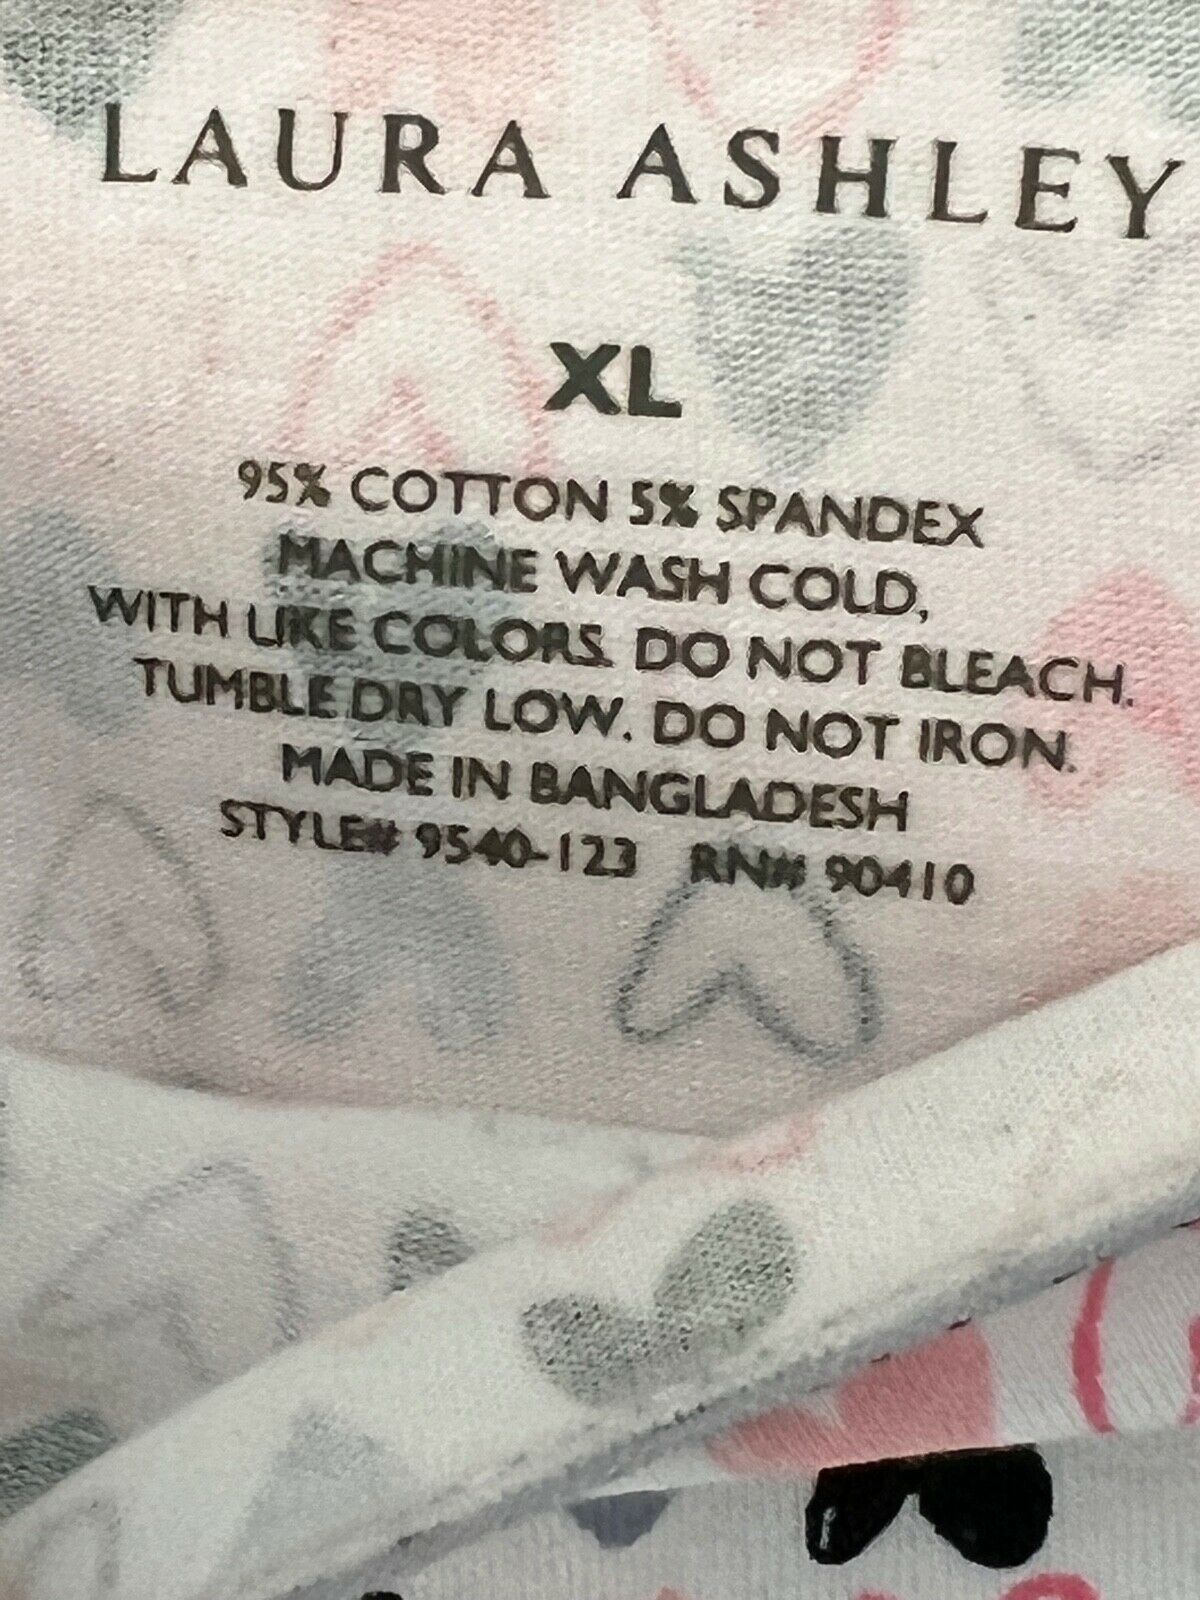 LAURA ASHLEY
XL
95% COTTON 5% SPANDEX
MACHINE WASH COLD,
WITH LIKE COLORS. DO NOT BLEACH.
TUMBLE DRY LOW. DO NOT IRON.
MADE IN BANGLADESH
STYLE# 9540-123 RN# 90410